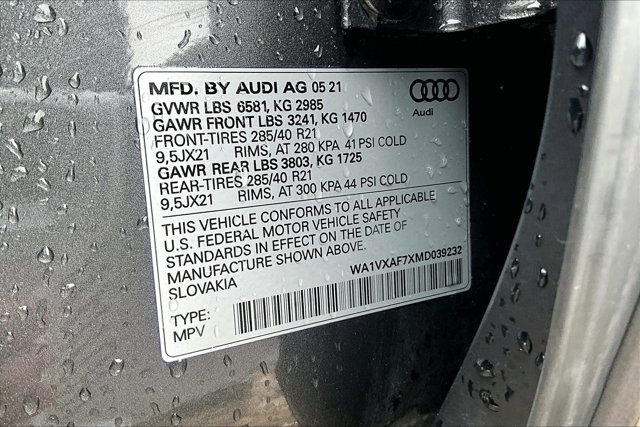 MFD. BY AUDI AG 05 21
GVWR LBS 6581, KG 2985
GAWR FRONT LBS 3241, KG 1470
FRONT-TIRES 285/40 R21
9,5JX21 RIMS, AT 280 KPA 41 PSI COLD
GAWR REAR LBS 3803, KG 1725
REAR-TIRES 285/40 R21
9,5JX21 RIMS, AT 300 KPA 44 PSI COLD
Audi
THIS VEHICLE CONFORMS TO ALL APPLICABLE
U.S. FEDERAL MOTOR VEHICLE SAFETY
STANDARDS IN EFFECT ON THE DATE OF
MANUFACTURE SHOWN ABOVE.
SLOVAKIA
WA1VXAF7XMD039232
TYPE:
MPV